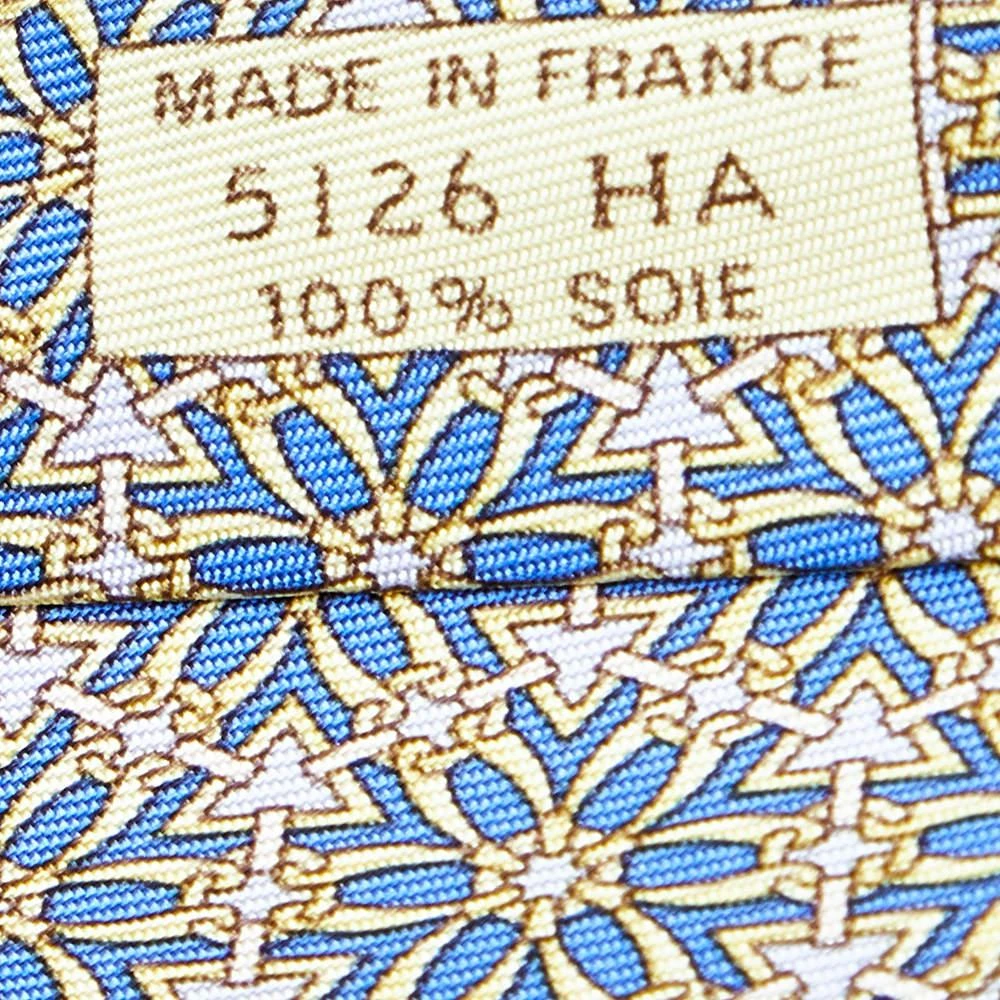 MADE IN FRANCE
5126 HA
100% SOIE